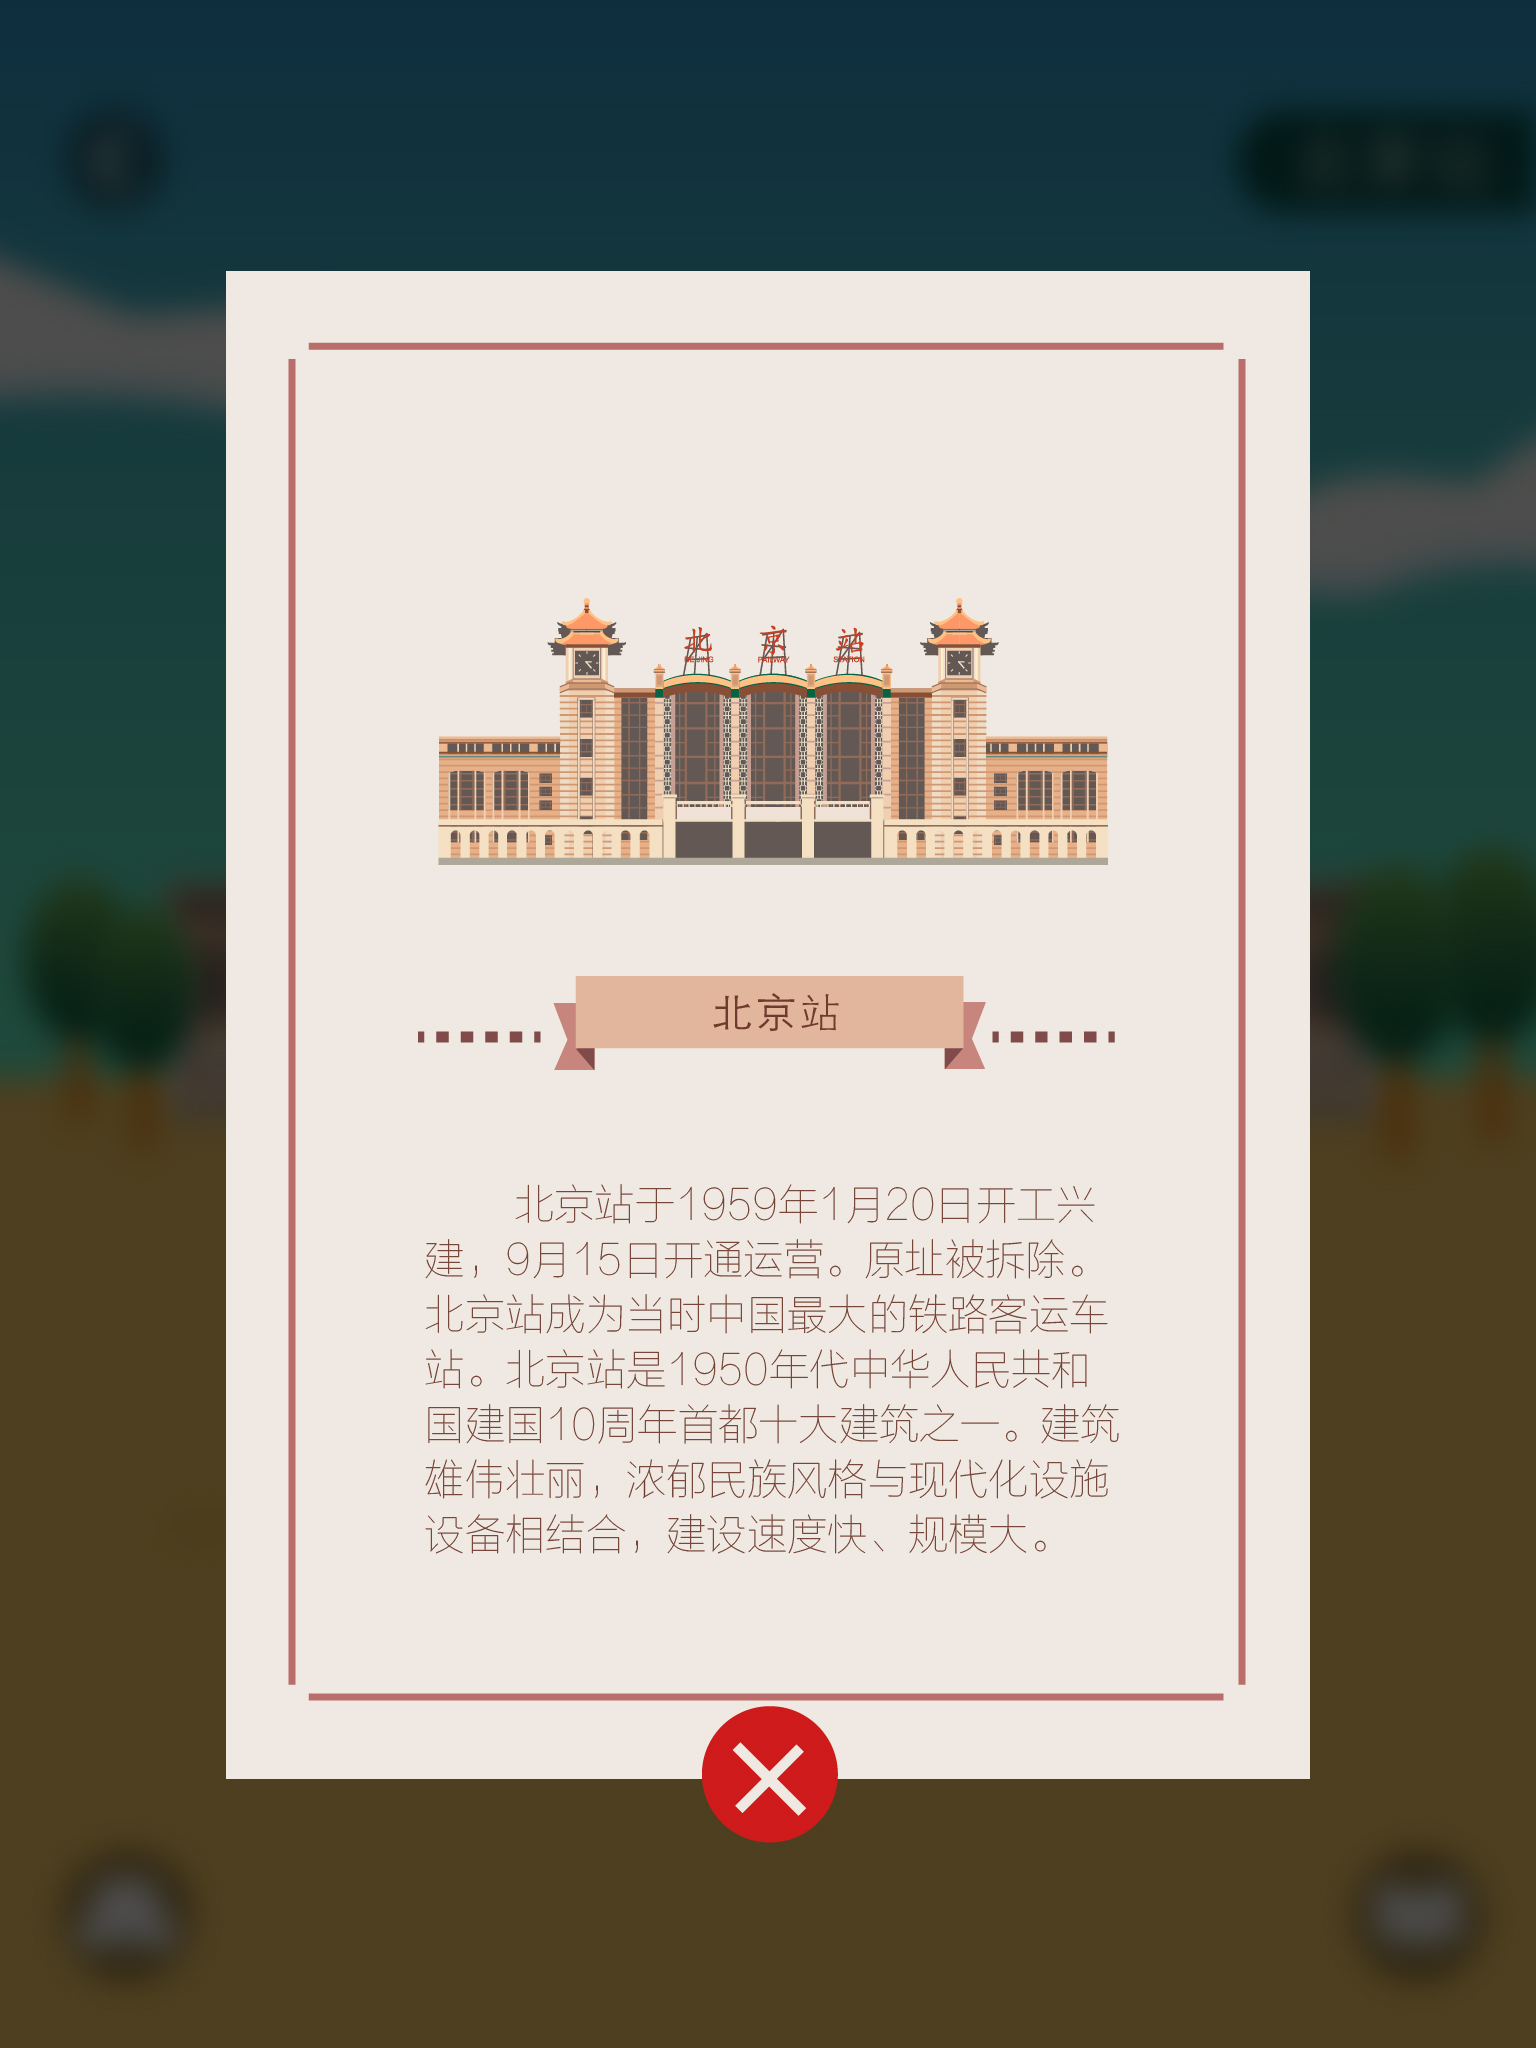 北 京 站
BEIJING RAILWAY STATION
北京站
北京站于1959年1月20日开工兴
建，9月15日开通运营。原址被拆除。
北京站成为当时中国最大的铁路客运车
站。北京站是1950年代中华人民共和
国建国10周年首都十大建筑之一。建筑
雄伟壮丽，浓郁民族风格与现代化设施
设备相结合，建设速度快、规模大。